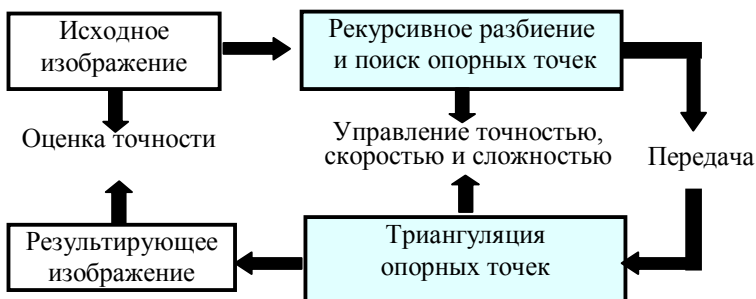 Исходное
изображение
Рекурсивное разбиение
и поиск опорных точек
Оценка точности
Управление точностью,
скоростью и сложностью
Передача
Результирующее
изображение
Триангуляция
опорных точек